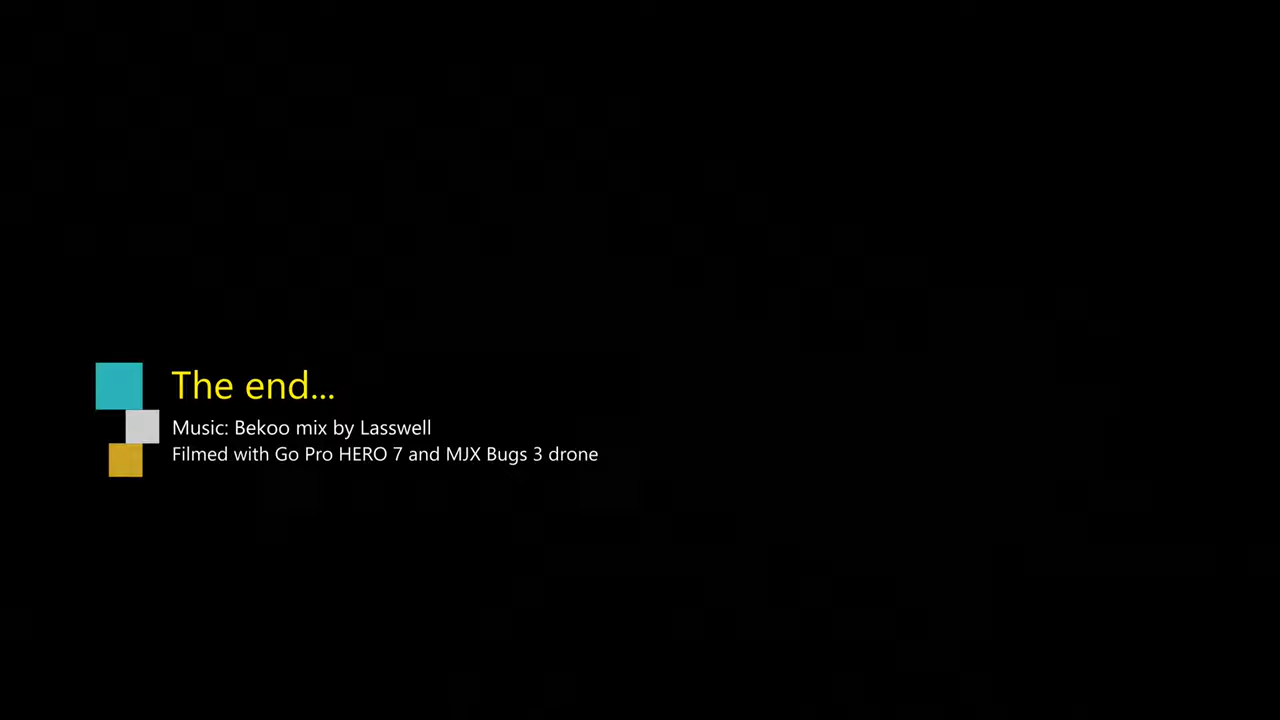 The end...
Music: Bekoo mix by Lasswell
Filmed with Go Pro HERO 7 and MJX Bugs 3 drone